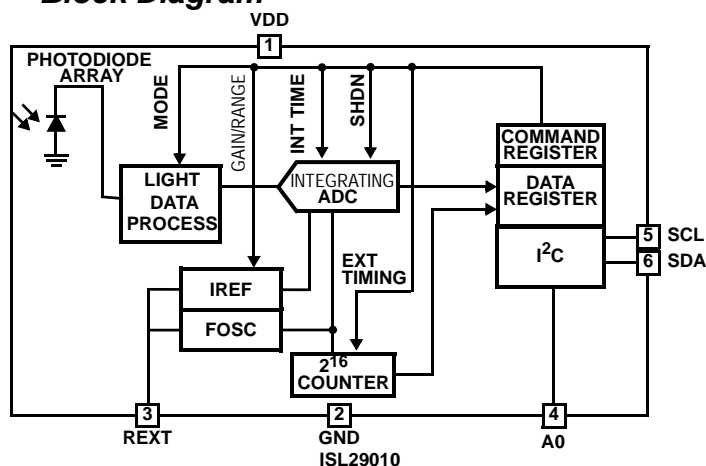 Block Diagram
VDD
1
PHOTODIODE
ARRAY
MODE
GAIN/RANGE
INT TIME
SHDN
COMMAND
REGISTER
LIGHT
DATA
PROCESS
INTEGRATING
ADC
DATA
REGISTER
I2C
5 SCL
6 SDA
EXT
TIMING
IREF
FOSC
2^16
COUNTER
3
REXT
2
GND
4
A0
ISL29010